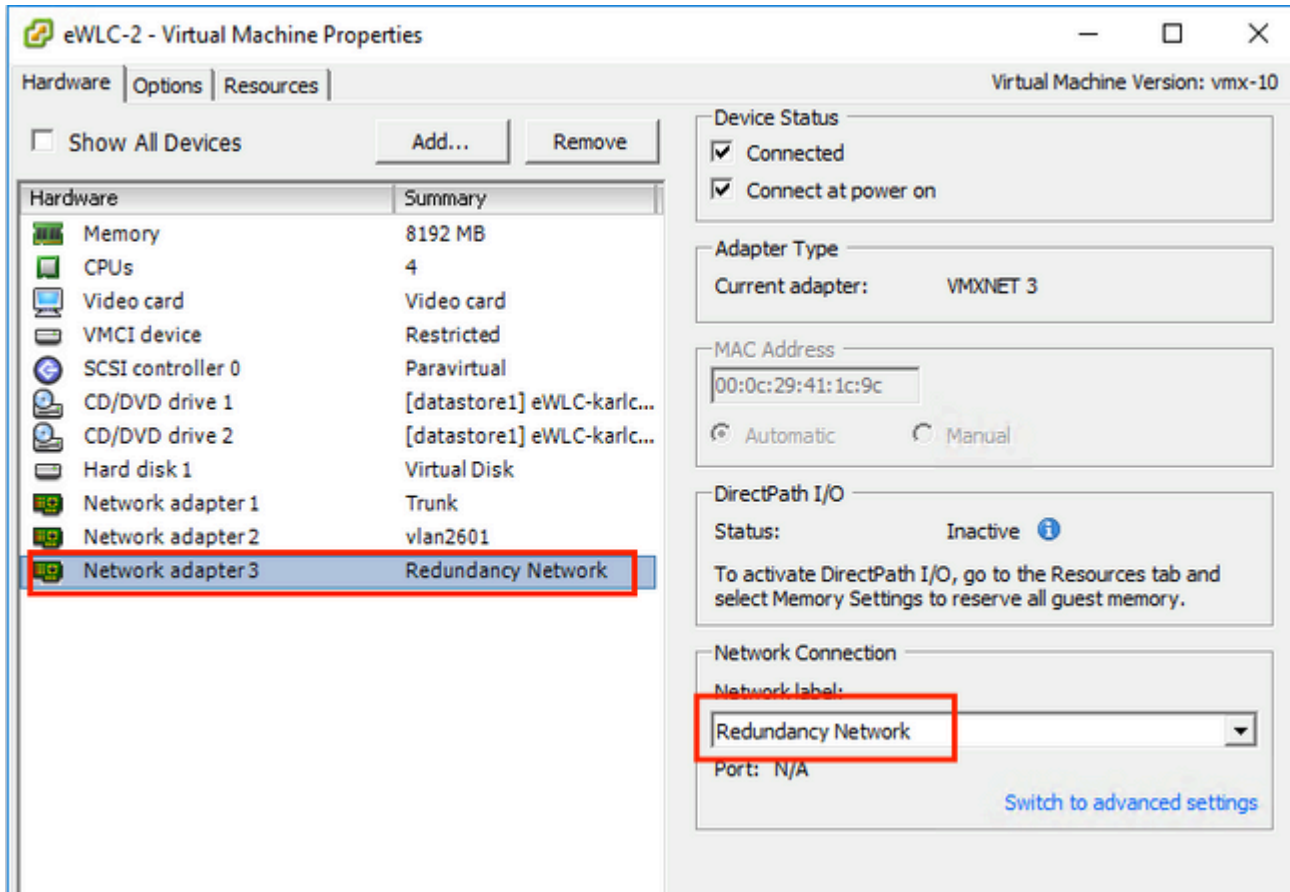 eWLC-2 - Virtual Machine Properties
Hardware Options Resources
Virtual Machine Version: vmx-10
Show All Devices
Add...
Remove
Hardware Summary
Memory 8192 MB
CPUs 4
Video card Video card
VMCI device Restricted
SCSI controller 0 Paravirtual
CD/DVD drive 1 [datastore1] eWLC-karlc...
CD/DVD drive 2 [datastore1] eWLC-karlc...
Hard disk 1 Virtual Disk
Network adapter 1 Trunk
Network adapter 2 vlan2601
Network adapter 3 Redundancy Network
Device Status
Connected
Connect at power on
Adapter Type
Current adapter: VMXNET 3
MAC Address
00:0c:29:41:1c:9c
Automatic Manual
DirectPath I/O
Status: Inactive
To activate DirectPath I/O, go to the Resources tab and
select Memory Settings to reserve all guest memory.
Network Connection
Network label:
Redundancy Network
Port: N/A
Switch to advanced settings